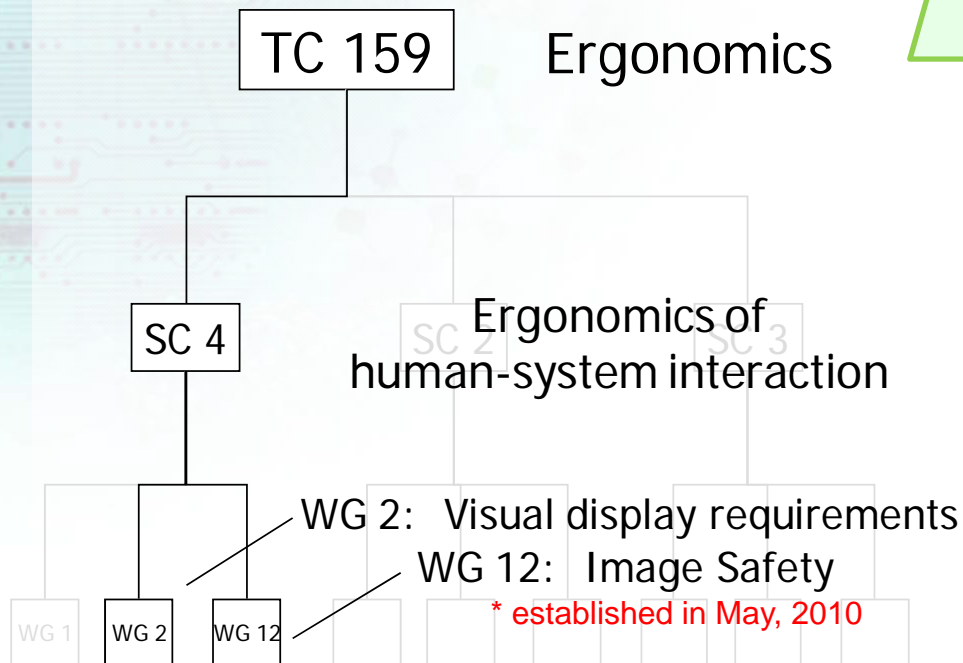 TC 159 Ergonomics
SC 4
SC 2
SC 3
Ergonomics of
human-system interaction
WG 2: Visual display requirements
WG 12: Image Safety
* established in May, 2010
WG 1
WG 2
WG 12